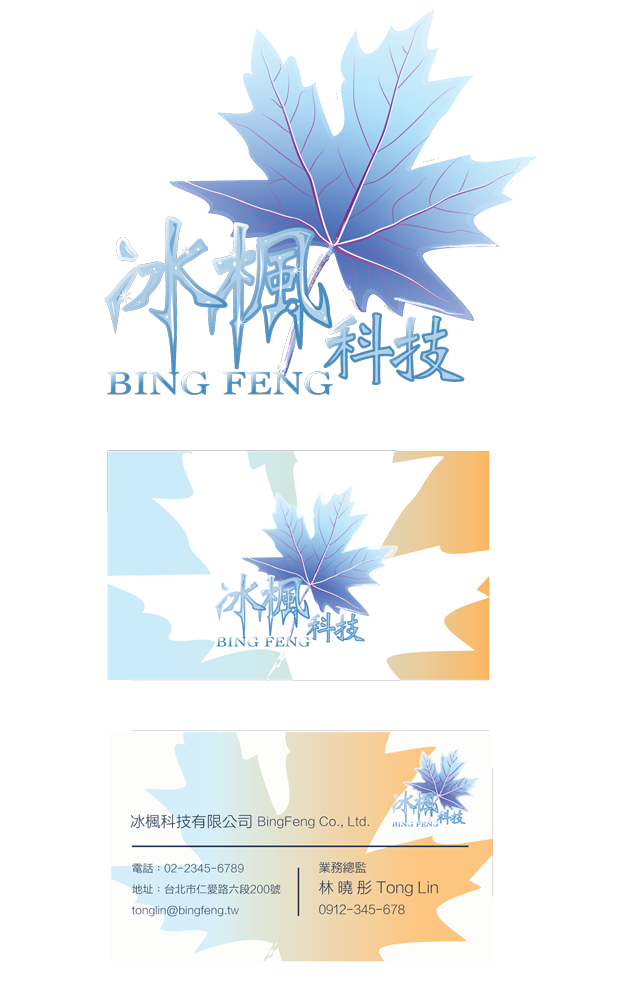 冰楓
科技
BING FENG
冰楓
科技
BING FENG
冰楓
科技
BING FENG
冰楓科技有限公司 BingFeng Co., Ltd.
電話：02-2345-6789
地址：台北市仁愛路六段200號
tonglin@bingfeng.tw
業務總監
林 曉 彤 Tong Lin
0912-345-678